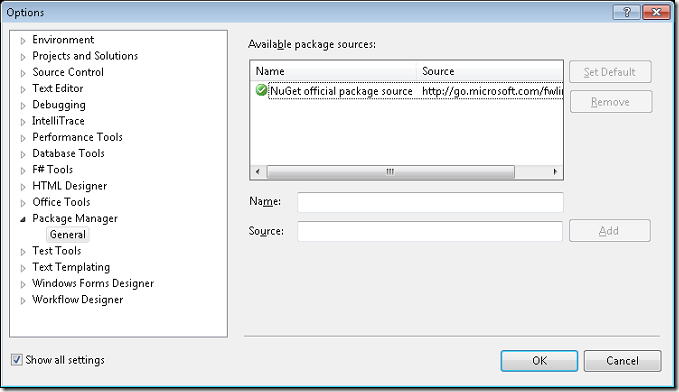 Options
Environment
Projects and Solutions
Source Control
Text Editor
Debugging
IntelliTrace
Performance Tools
Database Tools
F# Tools
HTML Designer
Office Tools
Package Manager
General
Test Tools
Text Templating
Windows Forms Designer
Workflow Designer
Show all settings
Available package sources:
Name Source
NuGet official package source http://go.microsoft.com/fwlin
Set Default
Remove
Name:
Source:
Add
OK
Cancel